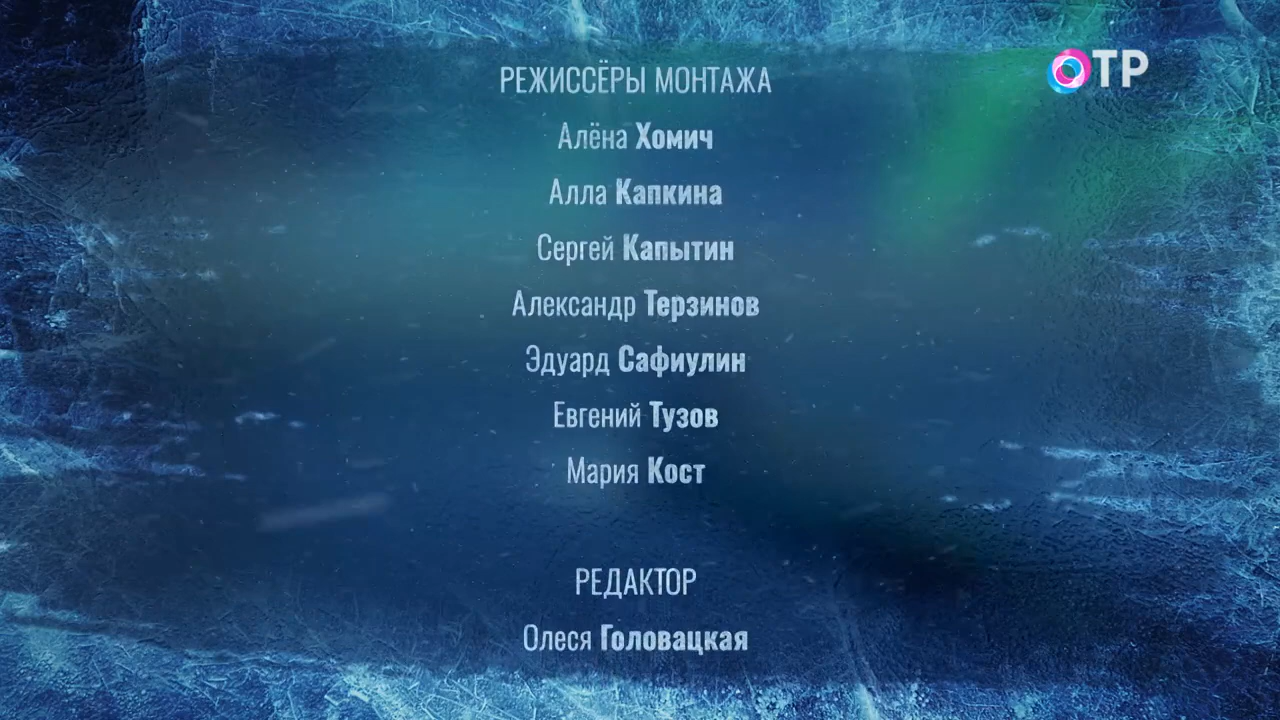 ОТР
РЕЖИССЁРЫ МОНТАЖА
Алёна Хомич
Алла Капкина
Сергей Капытин
Александр Терзинов
Эдуард Сафиулин
Евгений Тузов
Мария Кост
РЕДАКТОР
Олеся Головацкая